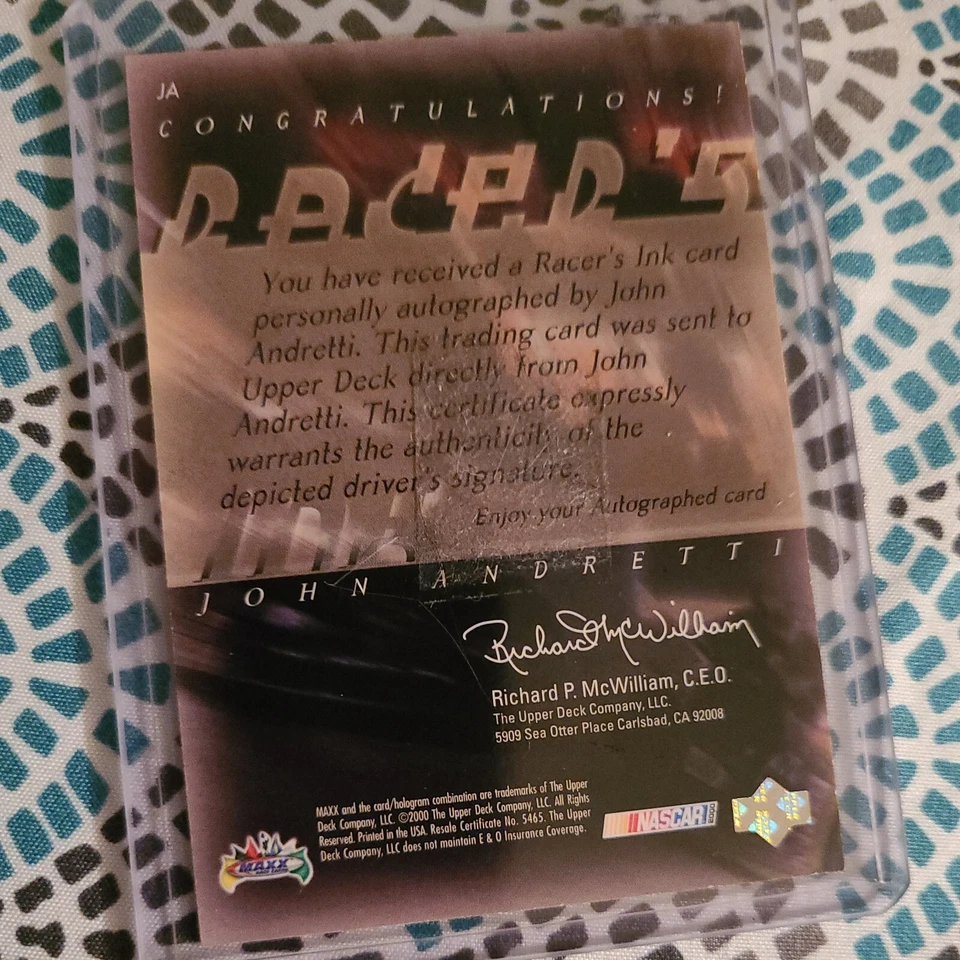 JA
CONGRATULATIONS!
RACER'S
You have received a Racer's Ink card
personally autographed by John
Andretti. This trading card was sent to
Upper Deck directly from John
Andretti. This certificate expressly
warrants the authenticity of the
depicted driver's signature.
Enjoy your Autographed card
INK
JOHN ANDRETTI
Richard McWilliam
Richard P. McWilliam, C.E.O.
The Upper Deck Company, LLC.
5909 Sea Otter Place Carlsbad, CA 92008
MAXX and the card/hologram combination are trademarks of The Upper
Deck Company, LLC. ©2000 The Upper Deck Company, LLC. All Rights
Reserved. Printed in the USA. Resale Certificate No. 5465. The Upper
Deck Company, LLC does not maintain E & O Insurance Coverage.
MAXX
NASCAR 2000